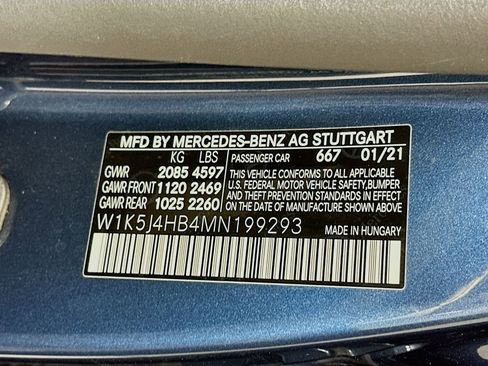 MFD BY MERCEDES-BENZ AG STUTTGART
KG LBS PASSENGER CAR 667 01/21
GWR 2085 4597 THIS VEHICLE CONFORMS TO ALL APPLICABLE
GAWR FRONT 1120 2469 U.S. FEDERAL MOTOR VEHICLE SAFETY, BUMPER
GAWR REAR 1025 2260 AND THEFT PREVENTION STANDARDS IN EFFECT
ON THE DATE OF MANUFACTURE SHOWN ABOVE.
W1K5J4HB4MN199293
MADE IN HUNGARY